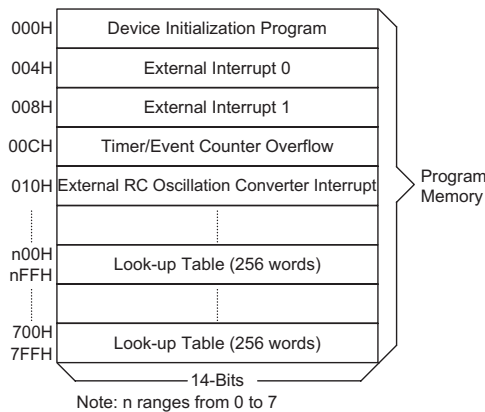 000H
Device Initialization Program
004H
External Interrupt 0
008H
External Interrupt 1
00CH
Timer/Event Counter Overflow
010H
External RC Oscillation Converter Interrupt
Program
Memory
n00H
nFFH
Look-up Table (256 words)
700H
7FFH
Look-up Table (256 words)
14-Bits
Note: n ranges from 0 to 7